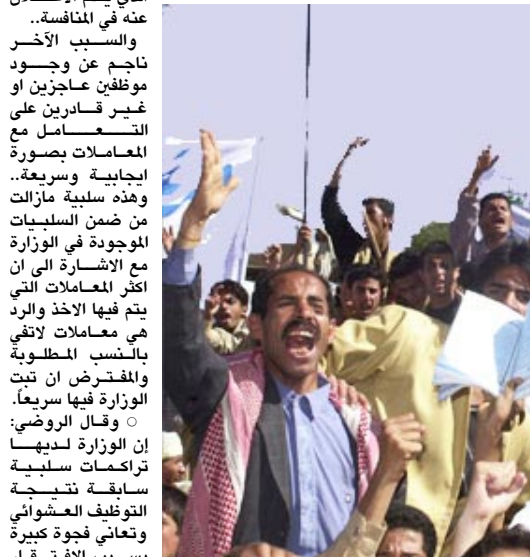 عنه في المنافسة..
والسبب الآخر
ناجم عن وجود
موظفين عاجزين او
غير قادرين على
التعامل مع
المعاملات بصورة
ايجابية وسريعة..
وهذه سلبية مازالت
من ضمن السلبيات
الموجودة في الوزارة
مع الاشارة الى ان
اكثر المعاملات التي
يتم فيها الاخذ والرد
هي معاملات لاتفي
بالنسب المطلوبة
والمفترض ان تبت
الوزارة فيها سريعاً.
○ وقال الروضي:
إن الوزارة لديها
تراكمات سلبية
سابقة نتيجة
التوظيف العشوائي
وتعاني فجوة كبيرة